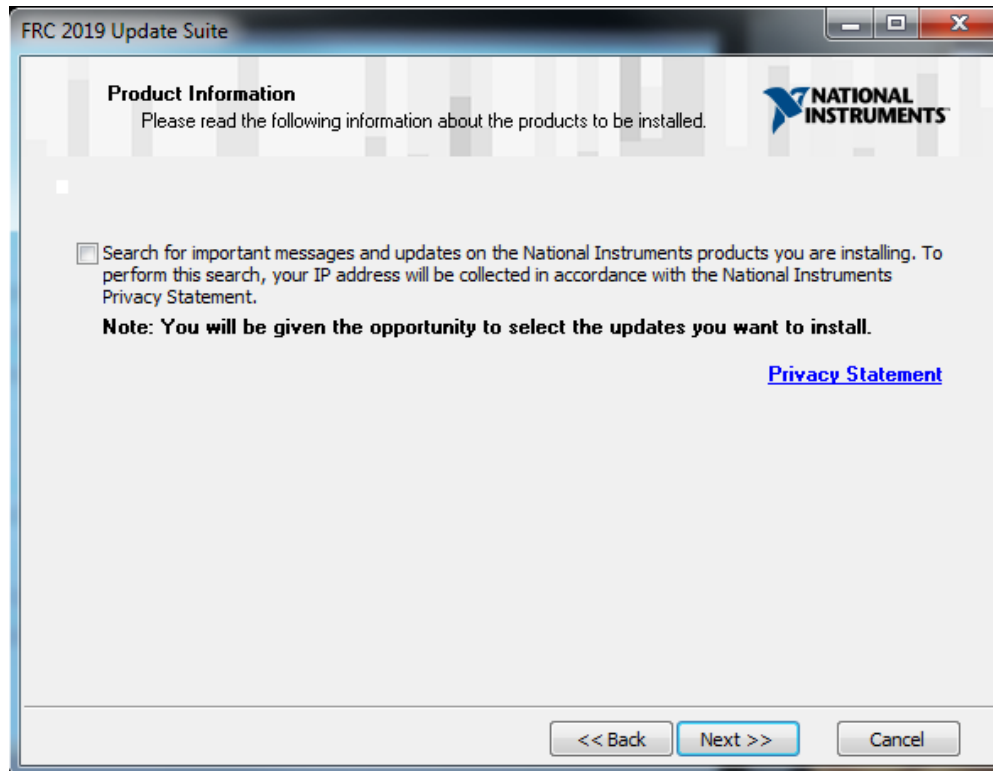 FRC 2019 Update Suite
Product Information
Please read the following information about the products to be installed.
NATIONAL
INSTRUMENTS
Search for important messages and updates on the National Instruments products you are installing. To
perform this search, your IP address will be collected in accordance with the National Instruments
Privacy Statement.
Note: You will be given the opportunity to select the updates you want to install.
Privacy Statement
<< Back
Next >>
Cancel